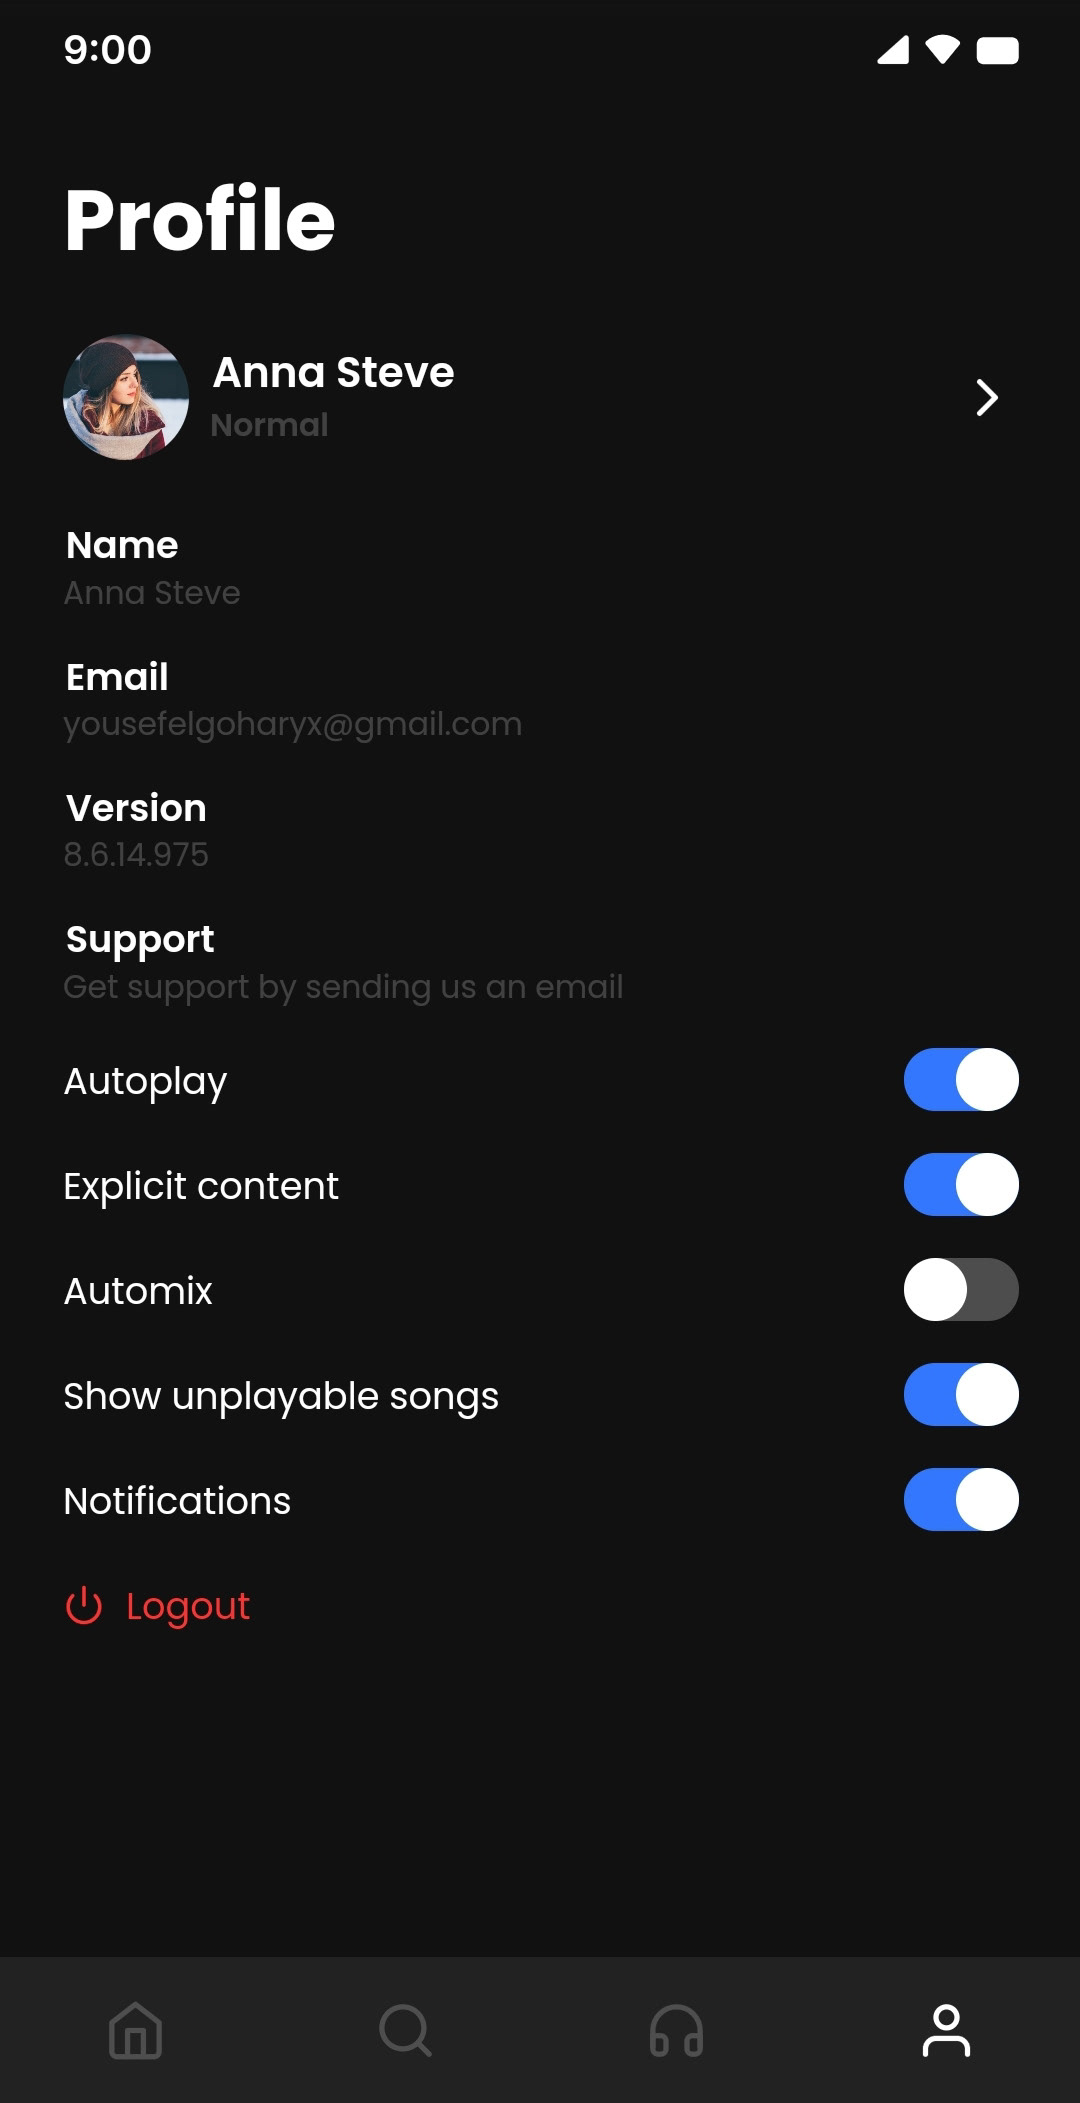 9:00
Profile
Anna Steve
Normal
Name
Anna Steve
Email
yousefelgoharyx@gmail.com
Version
8.6.14.975
Support
Get support by sending us an email
Autoplay
Explicit content
Automix
Show unplayable songs
Notifications
Logout